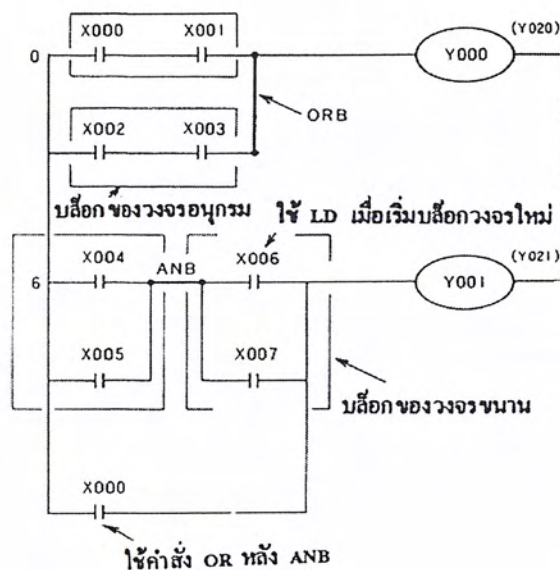 X000 X001 (Y020)
0 Y000
ORB
X002 X003
บล็อกของวงจรอนุกรม
ใช้ LD เมื่อเริ่มบล็อกวงจรใหม่
X004 ANB X006 (Y021)
6 Y001
X005 X007
บล็อกของวงจรขนาน
X000
ใช้คำสั่ง OR หลัง ANB